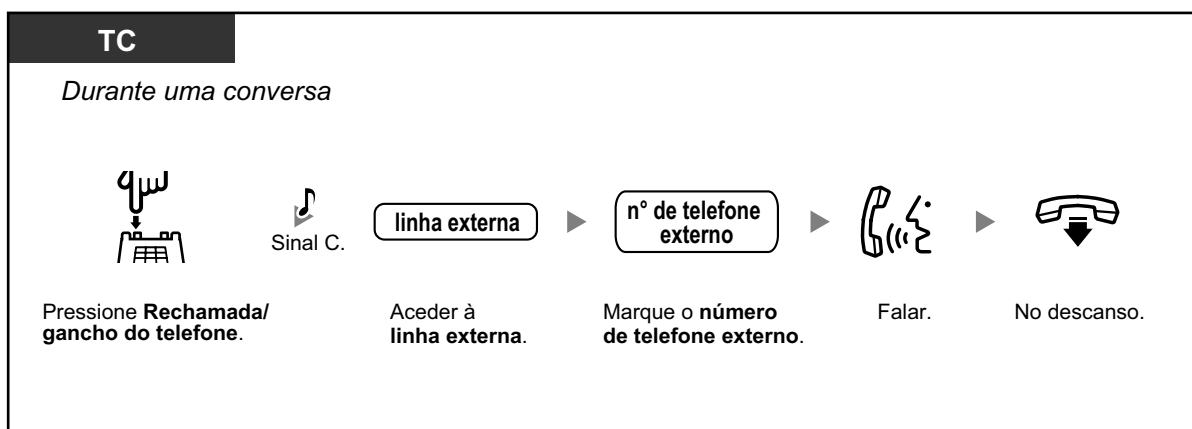 TC
Durante uma conversa
Sinal C.
linha externa
n° de telefone
externo
Pressione Rechamada/
gancho do telefone.
Aceder à
linha externa.
Marque o número
de telefone externo.
Falar.
No descanso.